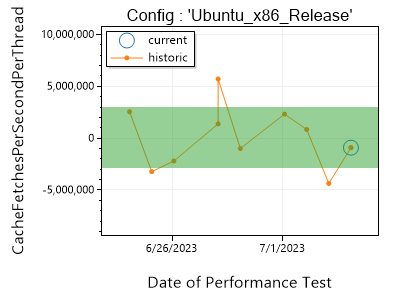 Config : 'Ubuntu_x86_Release'
CacheFetchesPerSecondPerThread
10,000,000
5,000,000
0
-5,000,000
current
historic
6/26/2023
7/1/2023
Date of Performance Test